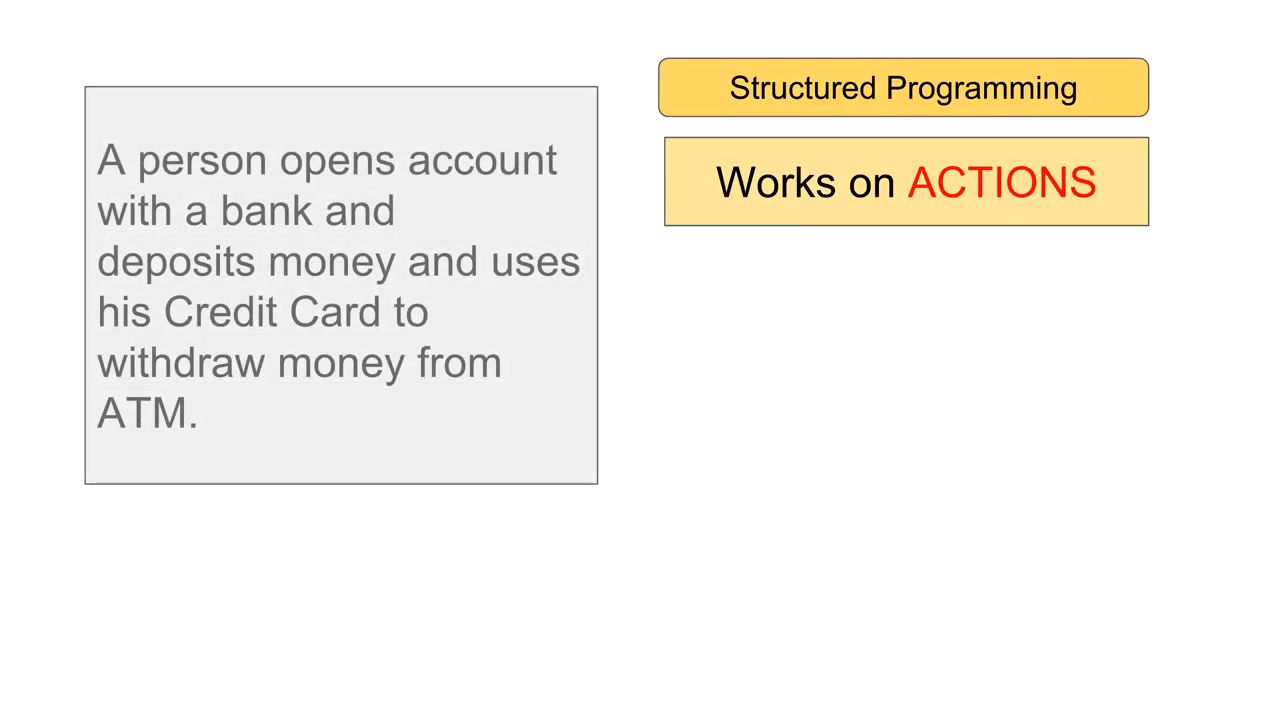 A person opens account
with a bank and
deposits money and uses
his Credit Card to
withdraw money from
ATM.
Structured Programming
Works on ACTIONS